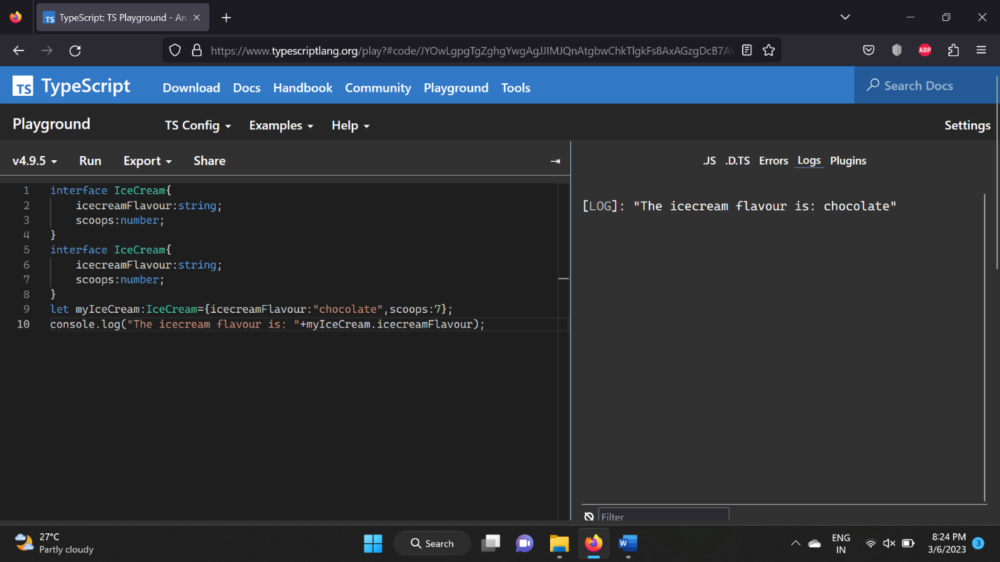 TS TypeScript: TS Playground - An
https://www.typescriptlang.org/play?#code/JYOwLgpgTgZghgYwgAgJJIMJQnAtgbwChkTlgkFs8AxAGzgDcB7AV
ABP
TS TypeScript Download Docs Handbook Community Playground Tools Search Docs
Playground TS Config Examples Help Settings
v4.9.5 Run Export Share .JS .D.TS Errors Logs Plugins
1 interface IceCream{
2 icecreamFlavour:string;
3 scoops:number;
4 }
5 interface IceCream{
6 icecreamFlavour:string;
7 scoops:number;
8 }
9 let myIceCream:IceCream={icecreamFlavour:"chocolate",scoops:7};
10 console.log("The icecream flavour is: "+myIceCream.icecreamFlavour);
[LOG]: "The icecream flavour is: chocolate"
Filter
27°C
Partly cloudy
Search
W
ENG
IN
8:24 PM
3/6/2023
3